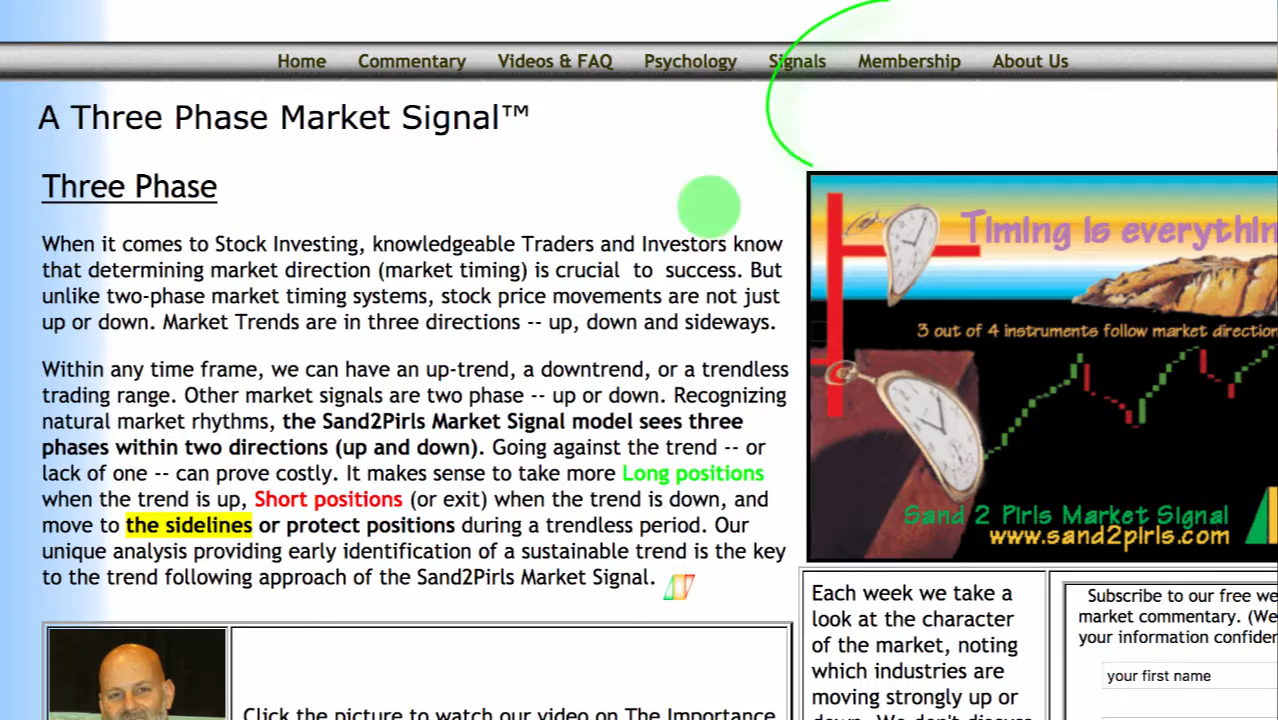 Home Commentary Videos & FAQ Psychology Signals Membership About Us
A Three Phase Market Signal™
Three Phase
When it comes to Stock Investing, knowledgeable Traders and Investors know
that determining market direction (market timing) is crucial to success. But
unlike two-phase market timing systems, stock price movements are not just
up or down. Market Trends are in three directions -- up, down and sideways.
Within any time frame, we can have an up-trend, a downtrend, or a trendless
trading range. Other market signals are two phase -- up or down. Recognizing
natural market rhythms, the Sand2Pirls Market Signal model sees three
phases within two directions (up and down). Going against the trend -- or
lack of one -- can prove costly. It makes sense to take more Long positions
when the trend is up, Short positions (or exit) when the trend is down, and
move to the sidelines or protect positions during a trendless period. Our
unique analysis providing early identification of a sustainable trend is the key
to the trend following approach of the Sand2Pirls Market Signal.
Timing is everythin
3 out of 4 instruments follow market direction
Sand 2 Pirls Market Signal
www.sand2pirls.com
Each week we take a
look at the character
of the market, noting
which industries are
moving strongly up or
down. We don't discuss
Subscribe to our free we
market commentary. (We
your information confiden
your first name
Click the picture to watch our video on The Importance